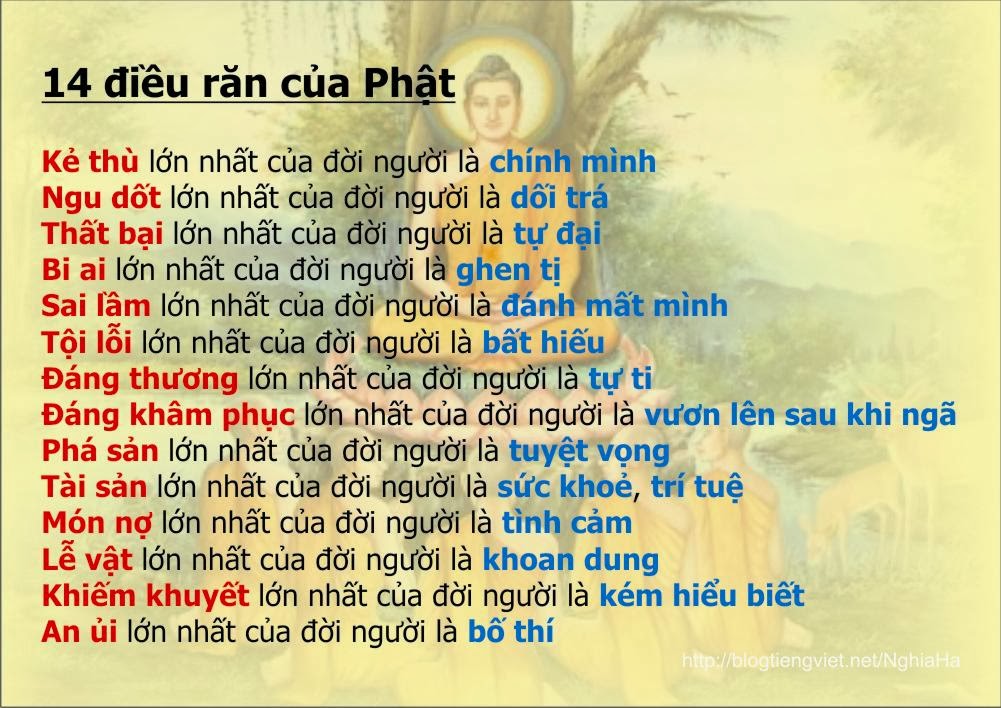 14 điều răn của Phật
Kẻ thù lớn nhất của đời người là chính mình
Ngu dốt lớn nhất của đời người là dối trá
Thất bại lớn nhất của đời người là tự đại
Bi ai lớn nhất của đời người là ghen tị
Sai lầm lớn nhất của đời người là đánh mất mình
Tội lỗi lớn nhất của đời người là bất hiếu
Đáng thương lớn nhất của đời người là tự ti
Đáng khâm phục lớn nhất của đời người là vươn lên sau khi ngã
Phá sản lớn nhất của đời người là tuyệt vọng
Tài sản lớn nhất của đời người là sức khoẻ, trí tuệ
Món nợ lớn nhất của đời người là tình cảm
Lễ vật lớn nhất của đời người là khoan dung
Khiếm khuyết lớn nhất của đời người là kém hiểu biết
An ủi lớn nhất của đời người là bố thí
http://blogtiengviet.net/NghiaHa